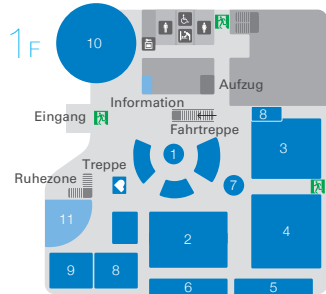 1F
10
Aufzug
Information
Eingang
Fahrtreppe
8
3
1
Treppe
Ruhezone
7
11
2
4
9
8
6
5